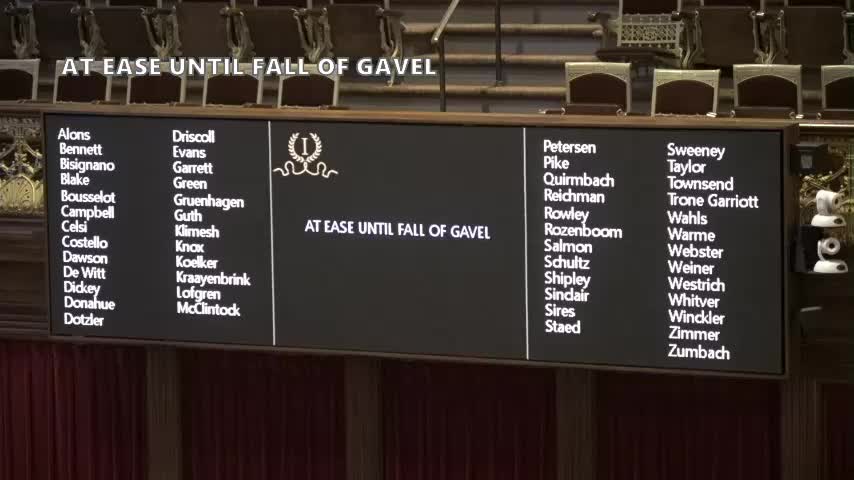 AT EASE UNTIL FALL OF GAVEL
Alons
Bennett
Bisignano
Blake
Bousselot
Campbell
Celsi
Costello
Dawson
De Witt
Dickey
Donahue
Dotzler
Driscoll
Evans
Garrett
Green
Gruenhagen
Guth
Klimesh
Knox
Koelker
Kraayenbrink
Lofgren
McClintock
I
AT EASE UNTIL FALL OF GAVEL
Petersen
Pike
Quirmbach
Reichman
Rowley
Rozenboom
Salmon
Schultz
Shipley
Sinclair
Sires
Staed
Sweeney
Taylor
Townsend
Trone Garriott
Wahls
Warme
Webster
Weiner
Westrich
Whitver
Winckler
Zimmer
Zumbach